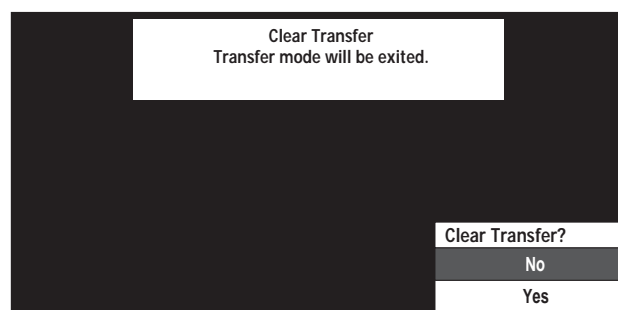 Clear Transfer
Transfer mode will be exited.
Clear Transfer?
No
Yes